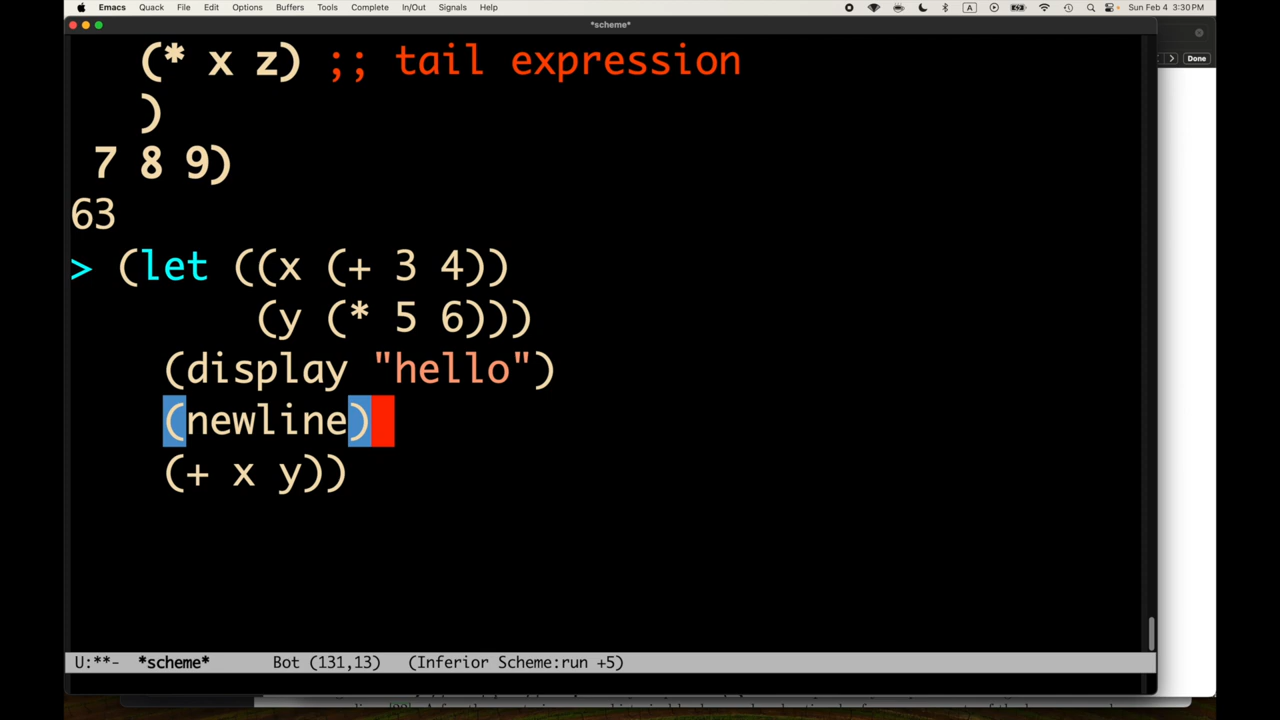 Emacs Quack File Edit Options Buffers Tools Complete In/Out Signals Help Sun Feb 4 3:30 PM
*scheme*
Done
(* x z) ;; tail expression
)
7 8 9)
63
> (let ((x (+ 3 4))
(y (* 5 6)))
(display "hello")
(newline)
(+ x y))
U:**- *scheme* Bot (131,13) (Inferior Scheme:run +5)